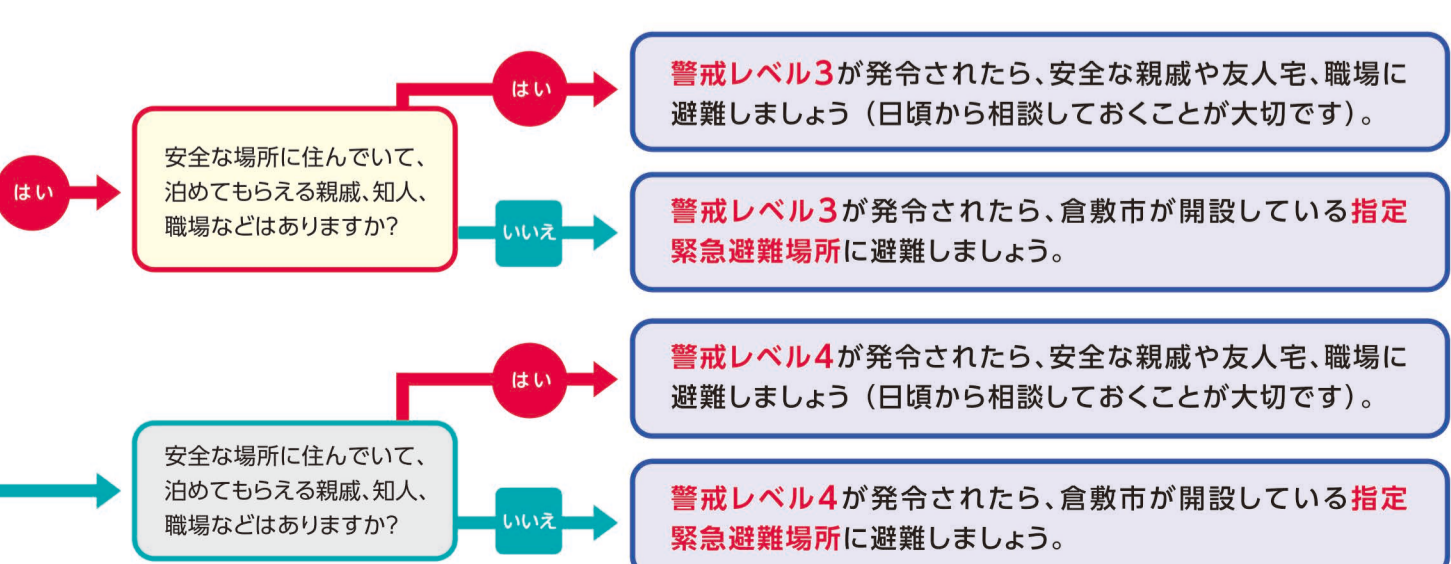 はい
安全な場所に住んでいて、
泊めてもらえる親戚、知人、
職場などはありますか?
はい
警戒レベル3が発令されたら、安全な親戚や友人宅、職場に
避難しましょう（日頃から相談しておくことが大切です）。
いいえ
警戒レベル3が発令されたら、倉敷市が開設している指定
緊急避難場所に避難しましょう。
安全な場所に住んでいて、
泊めてもらえる親戚、知人、
職場などはありますか?
はい
警戒レベル4が発令されたら、安全な親戚や友人宅、職場に
避難しましょう（日頃から相談しておくことが大切です）。
いいえ
警戒レベル4が発令されたら、倉敷市が開設している指定
緊急避難場所に避難しましょう。